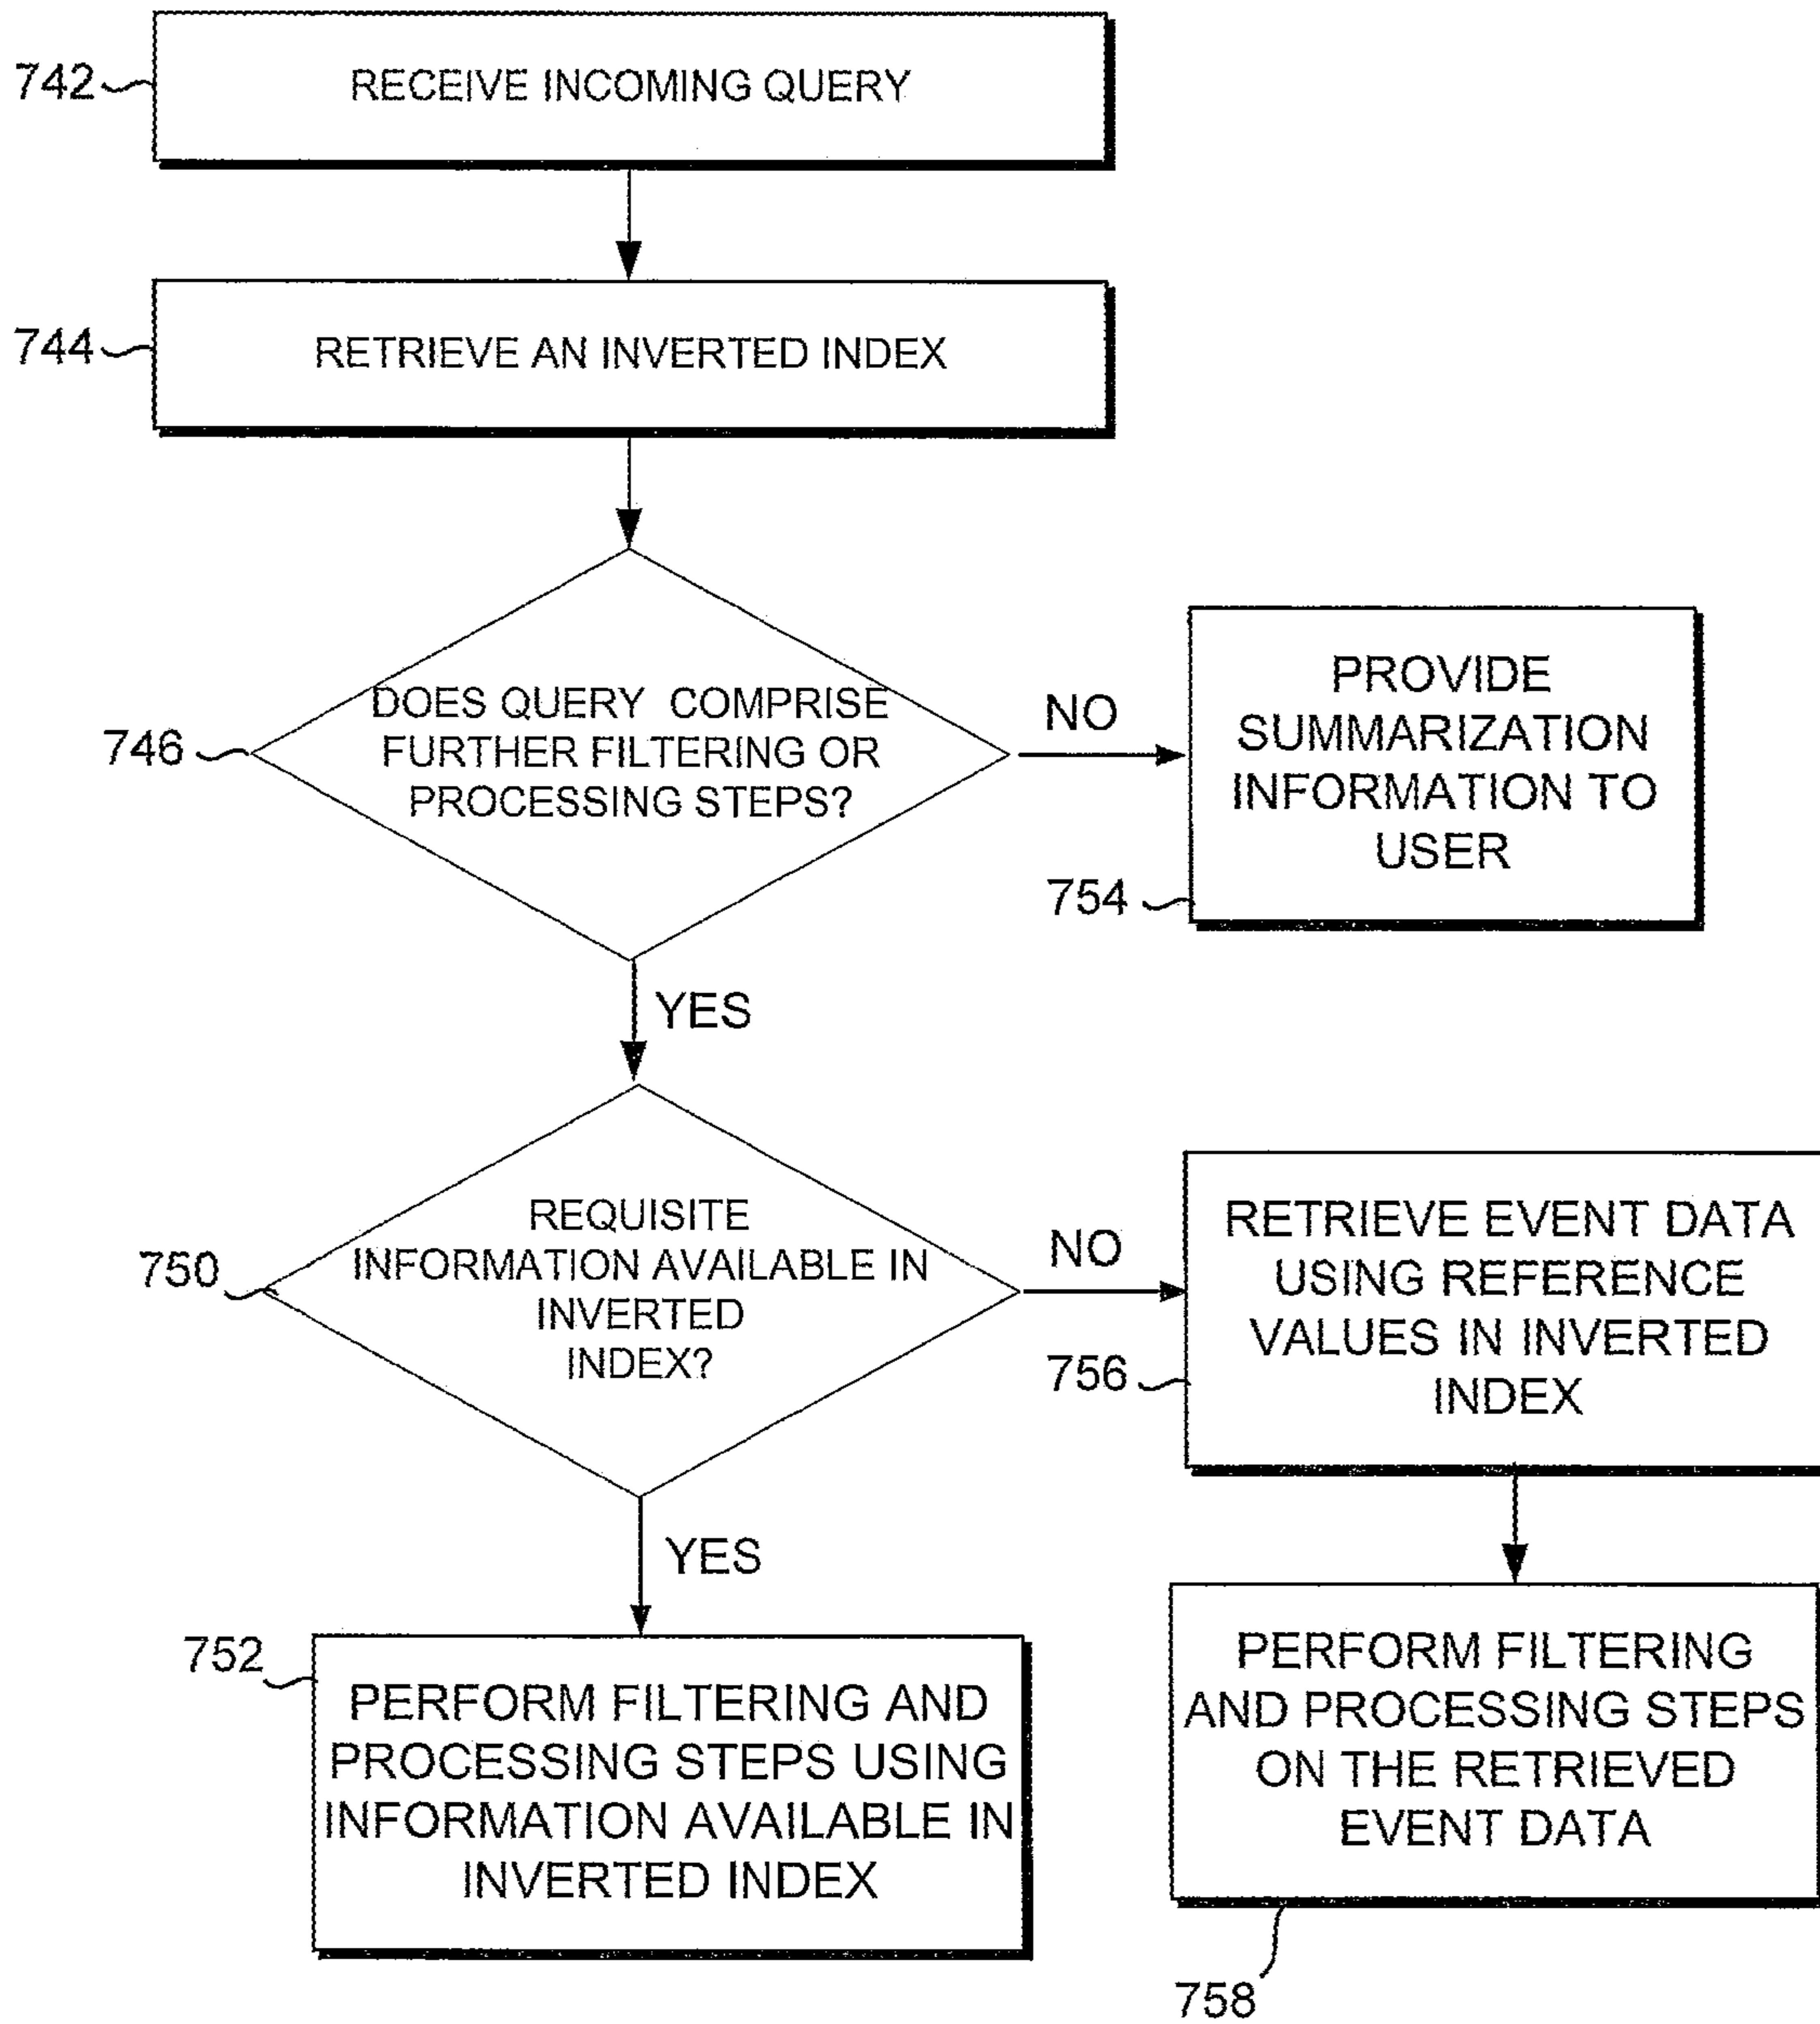 742
RECEIVE INCOMING QUERY
744
RETRIEVE AN INVERTED INDEX
746
DOES QUERY COMPRISE
FURTHER FILTERING OR
PROCESSING STEPS?
NO
PROVIDE
SUMMARIZATION
INFORMATION TO
USER
754
YES
750
REQUISITE
INFORMATION AVAILABLE IN
INVERTED
INDEX?
NO
RETRIEVE EVENT DATA
USING REFERENCE
VALUES IN INVERTED
INDEX
756
YES
752
PERFORM FILTERING AND
PROCESSING STEPS USING
INFORMATION AVAILABLE IN
INVERTED INDEX
PERFORM FILTERING
AND PROCESSING STEPS
ON THE RETRIEVED
EVENT DATA
758